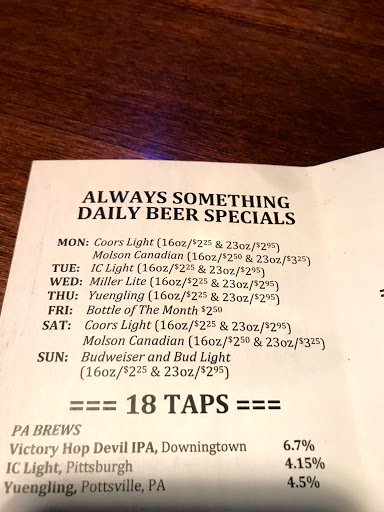 ALWAYS SOMETHING
DAILY BEER SPECIALS
MON: Coors Light (16oz/$2²⁵ & 23oz/$2⁹⁵)
Molson Canadian (16oz/$2⁵⁰ & 23oz/$3²⁵)
TUE: IC Light (16oz/$2²⁵ & 23oz/$2⁹⁵)
WED: Miller Lite (16oz/$2²⁵ & 23oz/$2⁹⁵)
THU: Yuengling (16oz/$2²⁵ & 23oz/$2⁹⁵)
FRI: Bottle of The Month $2⁵⁰
SAT: Coors Light (16oz/$2²⁵ & 23oz/$2⁹⁵)
Molson Canadian (16oz/$2⁵⁰ & 23oz/$3²⁵)
SUN: Budweiser and Bud Light
(16oz/$2²⁵ & 23oz/$2⁹⁵)
=== 18 TAPS ===
PA BREWS
Victory Hop Devil IPA, Downingtown 6.7%
IC Light, Pittsburgh 4.15%
Yuengling, Pottsville, PA 4.5%